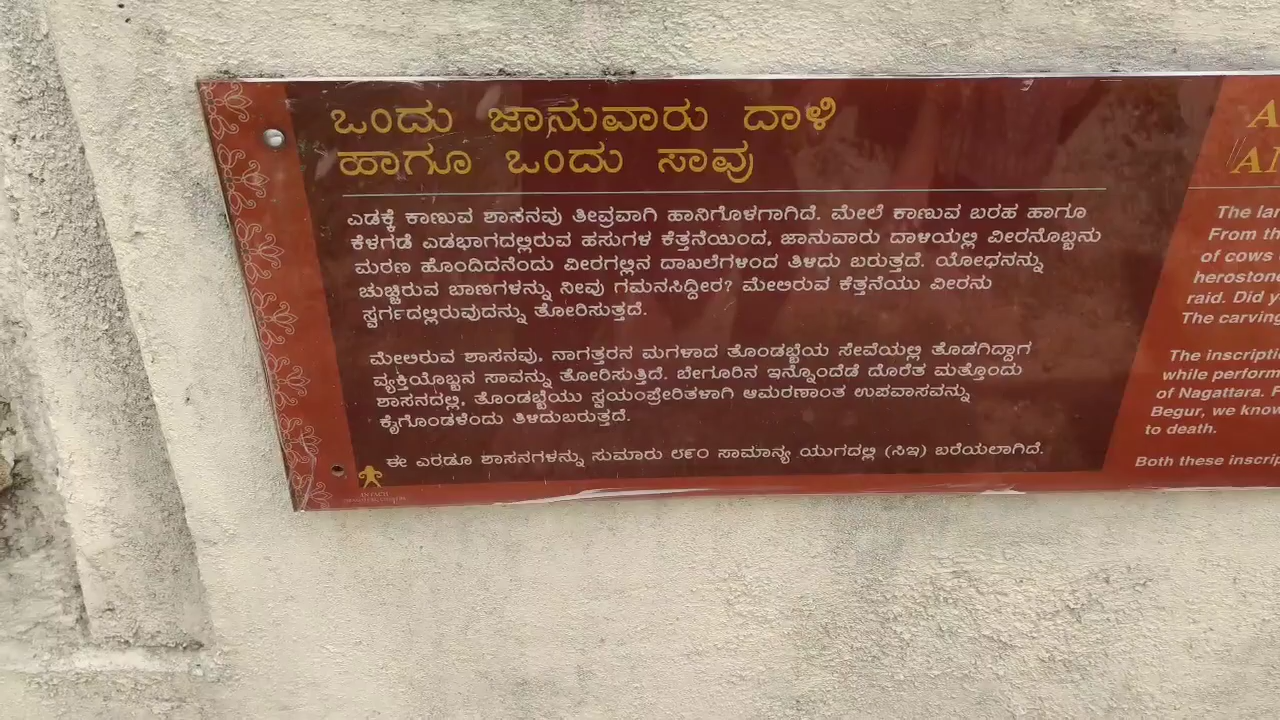 ಒಂದು ಜಾನುವಾರು ದಾಳಿ
ಹಾಗೂ ಒಂದು ಸಾವು
ಎಡಕ್ಕೆ ಕಾಣುವ ಶಾಸನವು ತೀವ್ರವಾಗಿ ಹಾನಿಗೊಳಗಾಗಿದೆ. ಮೇಲೆ ಕಾಣುವ ಬರಹ ಹಾಗೂ
ಕೆಳಗಡೆ ಎಡಭಾಗದಲ್ಲಿರುವ ಹಸುಗಳ ಕೆತ್ತನೆಯಿಂದ, ಜಾನುವಾರು ದಾಳಿಯಲ್ಲಿ ವೀರನೊಬ್ಬನು
ಮರಣ ಹೊಂದಿದನೆಂದು ವೀರಗಲ್ಲಿನ ದಾಖಲೆಗಳಿಂದ ತಿಳಿದು ಬರುತ್ತದೆ. ಯೋಧನನ್ನು
ಚುಚ್ಚಿರುವ ಬಾಣಗಳನ್ನು ನೀವು ಗಮನಿಸಿದ್ದೀರ? ಮೇಲಿರುವ ಕೆತ್ತನೆಯು ವೀರನು
ಸ್ವರ್ಗದಲ್ಲಿರುವುದನ್ನು ತೋರಿಸುತ್ತದೆ.
ಮೇಲಿರುವ ಶಾಸನವು, ನಾಗತ್ತರನ ಮಗಳಾದ ತೊಂಡಬ್ಬೆಯ ಸೇವೆಯಲ್ಲಿ ತೊಡಗಿದ್ದಾಗ
ವ್ಯಕ್ತಿಯೊಬ್ಬನ ಸಾವನ್ನು ತೋರಿಸುತ್ತಿದೆ. ಬೇಗೂರಿನ ಇನ್ನೊಂದೆಡೆ ದೊರೆತ ಮತ್ತೊಂದು
ಶಾಸನದಲ್ಲಿ, ತೊಂಡಬ್ಬೆಯು ಸ್ವಯಂಪ್ರೇರಿತಳಾಗಿ ಆಮರಣಾಂತ ಉಪವಾಸವನ್ನು
ಕೈಗೊಂಡಳೆಂದು ತಿಳಿದುಬರುತ್ತದೆ.
ಈ ಎರಡೂ ಶಾಸನಗಳನ್ನು ಸುಮಾರು ೮೯೦ ಸಾಮಾನ್ಯ ಯುಗದಲ್ಲಿ (ಸಿಇ) ಬರೆಯಲಾಗಿದೆ.
A
AN
The lar
From th
of cows
herostone
raid. Did y
The carving
The inscripti
while perform
of Nagattara.
Begur, we know
to death.
Both these inscrip